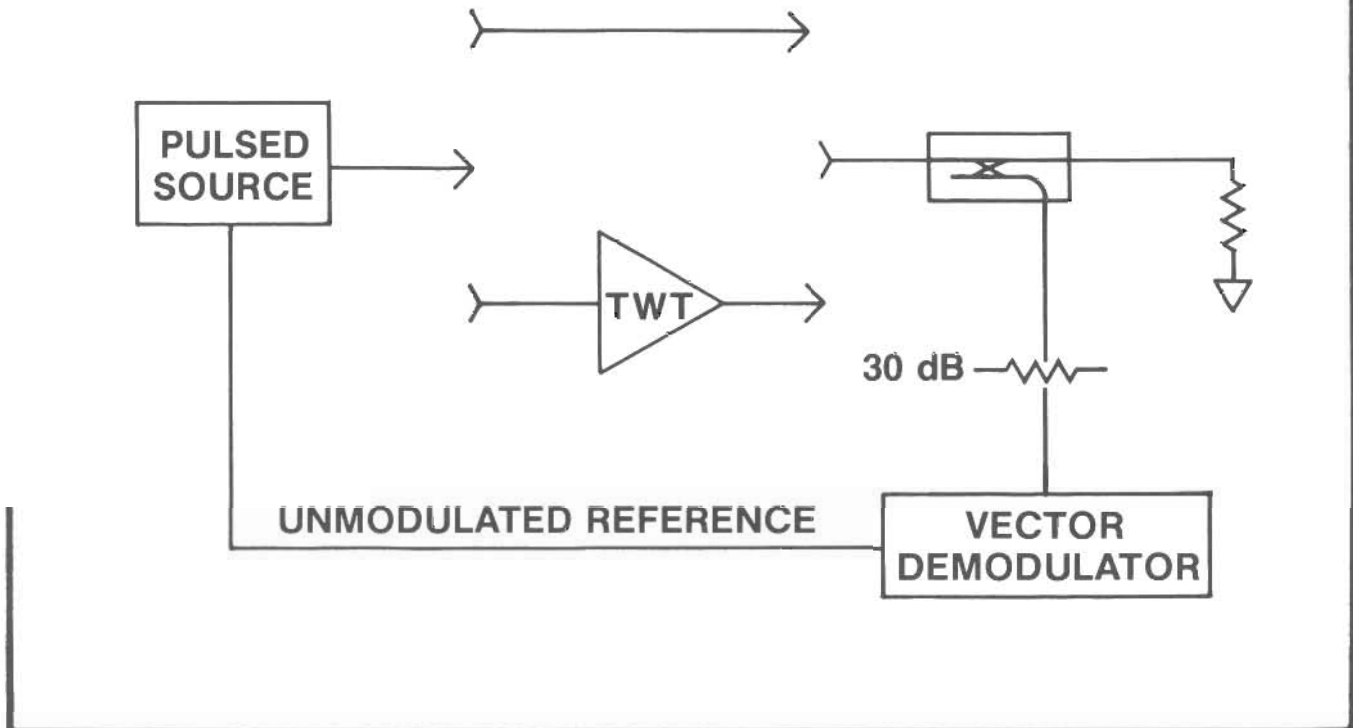 PULSED
SOURCE
TWT
30 dB
UNMODULATED REFERENCE
VECTOR
DEMODULATOR